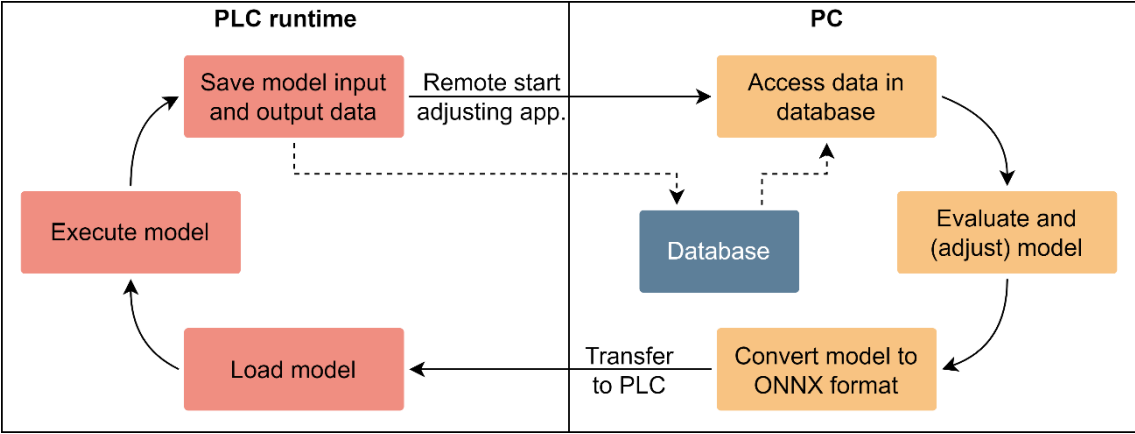 PLC runtime
PC
Save model input
and output data
Remote start
adjusting app.
Access data in
database
Execute model
Database
Evaluate and
(adjust) model
Load model
Transfer
to PLC
Convert model to
ONNX format